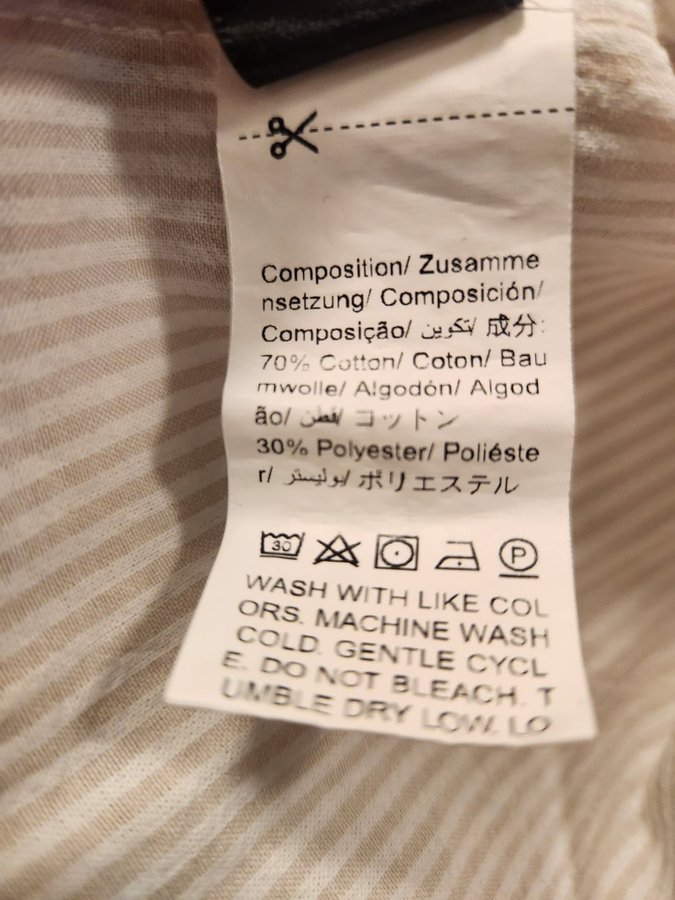 Composition/ Zusamme
nsetzung/ Composición/
Composição/ تكوين/ 成分:
70% Cotton/ Coton/ Bau
mwolle/ Algodón/ Algod
ão/ قطن/ コットン
30% Polyester/ Poliéste
r/ بوليستر/ ポリエステル
30 P
WASH WITH LIKE COL
ORS. MACHINE WASH
COLD. GENTLE CYCL
E. DO NOT BLEACH. T
UMBLE DRY LOW. LO